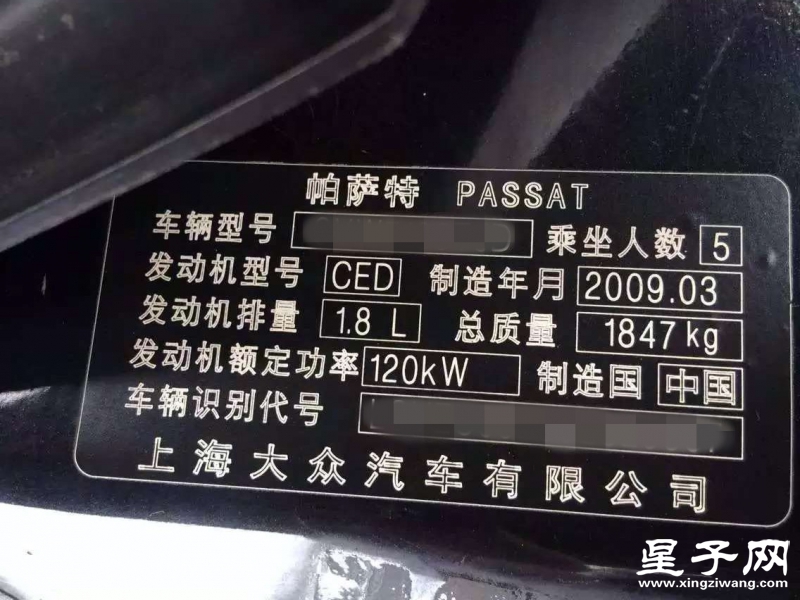 帕萨特 PASSAT
车辆型号 乘坐人数 5
发动机型号 CED 制造年月 2009.03
发动机排量 1.8 L 总质量 1847kg
发动机额定功率 120kW 制造国 中国
车辆识别代号
上海大众汽车有限公司
星子网
www.xingziwang.com